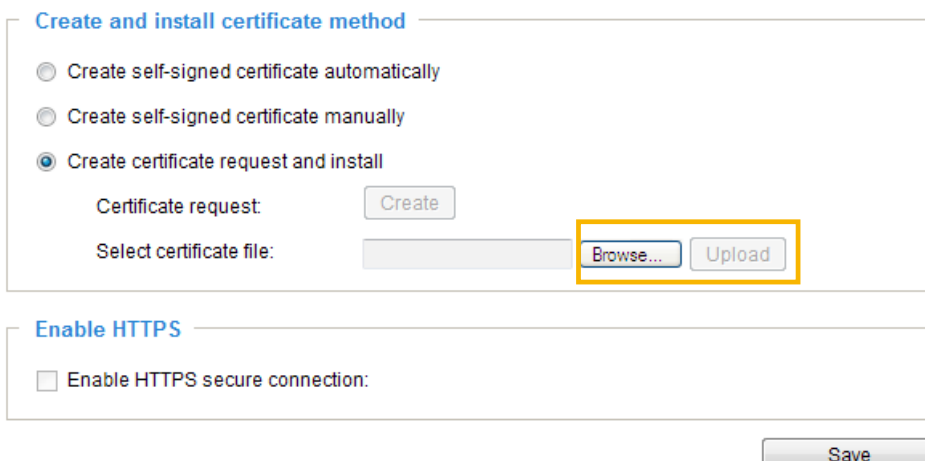 Create and install certificate method
Create self-signed certificate automatically
Create self-signed certificate manually
Create certificate request and install
Certificate request: Create
Select certificate file: Browse... Upload
Enable HTTPS
Enable HTTPS secure connection:
Save